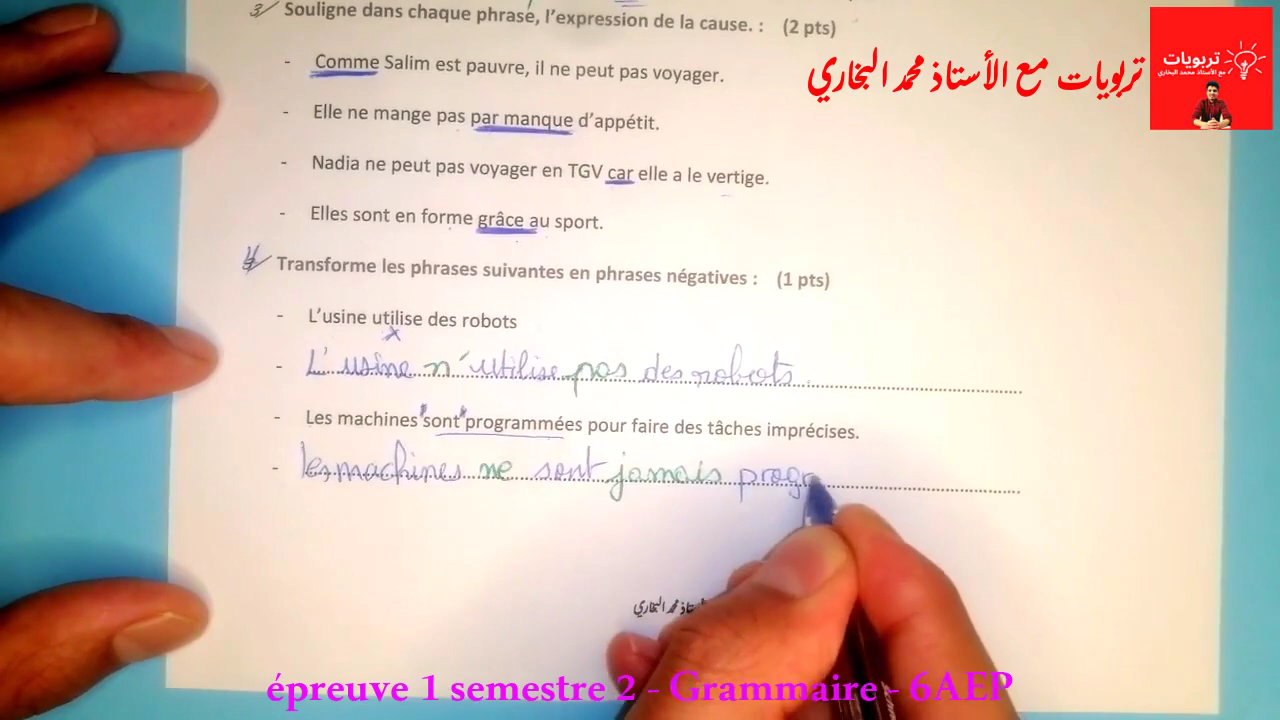 3/ Souligne dans chaque phrase, l'expression de la cause. : (2 pts)
- Comme Salim est pauvre, il ne peut pas voyager.
تربويات مع الأستاذ محمد البخاري
تربويات
مع الأستاذ محمد البخاري
- Elle ne mange pas par manque d'appétit.
- Nadia ne peut pas voyager en TGV car elle a le vertige.
- Elles sont en forme grâce au sport.
4/ Transforme les phrases suivantes en phrases négatives : (1 pts)
- L'usine utilise des robots
- L'usine n'utilise pas des robots.
- Les machines sont programmées pour faire des tâches imprécises.
- les machines ne sont jamais progr
محمد البخاري
épreuve 1 semestre 2 - Grammaire - 6AEP